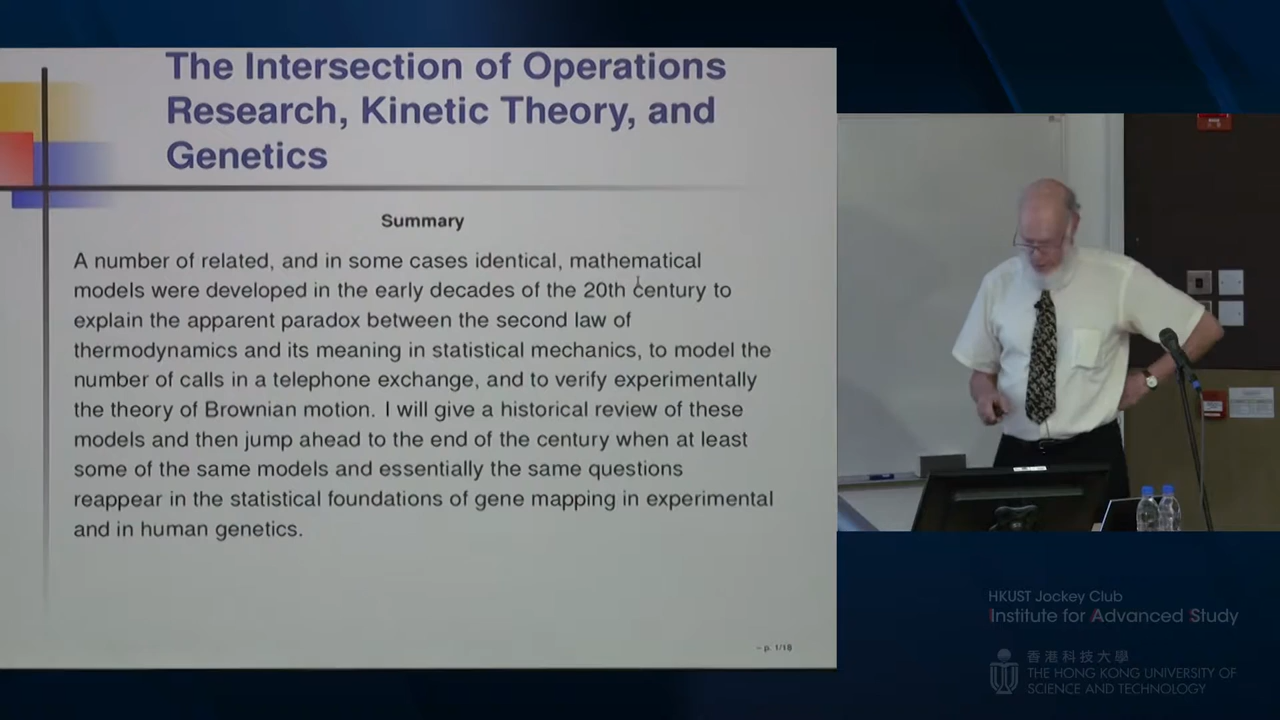 The Intersection of Operations
Research, Kinetic Theory, and
Genetics
Summary
A number of related, and in some cases identical, mathematical
models were developed in the early decades of the 20th century to
explain the apparent paradox between the second law of
thermodynamics and its meaning in statistical mechanics, to model the
number of calls in a telephone exchange, and to verify experimentally
the theory of Brownian motion. I will give a historical review of these
models and then jump ahead to the end of the century when at least
some of the same models and essentially the same questions
reappear in the statistical foundations of gene mapping in experimental
and in human genetics.
– p. 1/18
HKUST Jockey Club
Institute for Advanced Study
香港科技大學
THE HONG KONG UNIVERSITY OF
SCIENCE AND TECHNOLOGY